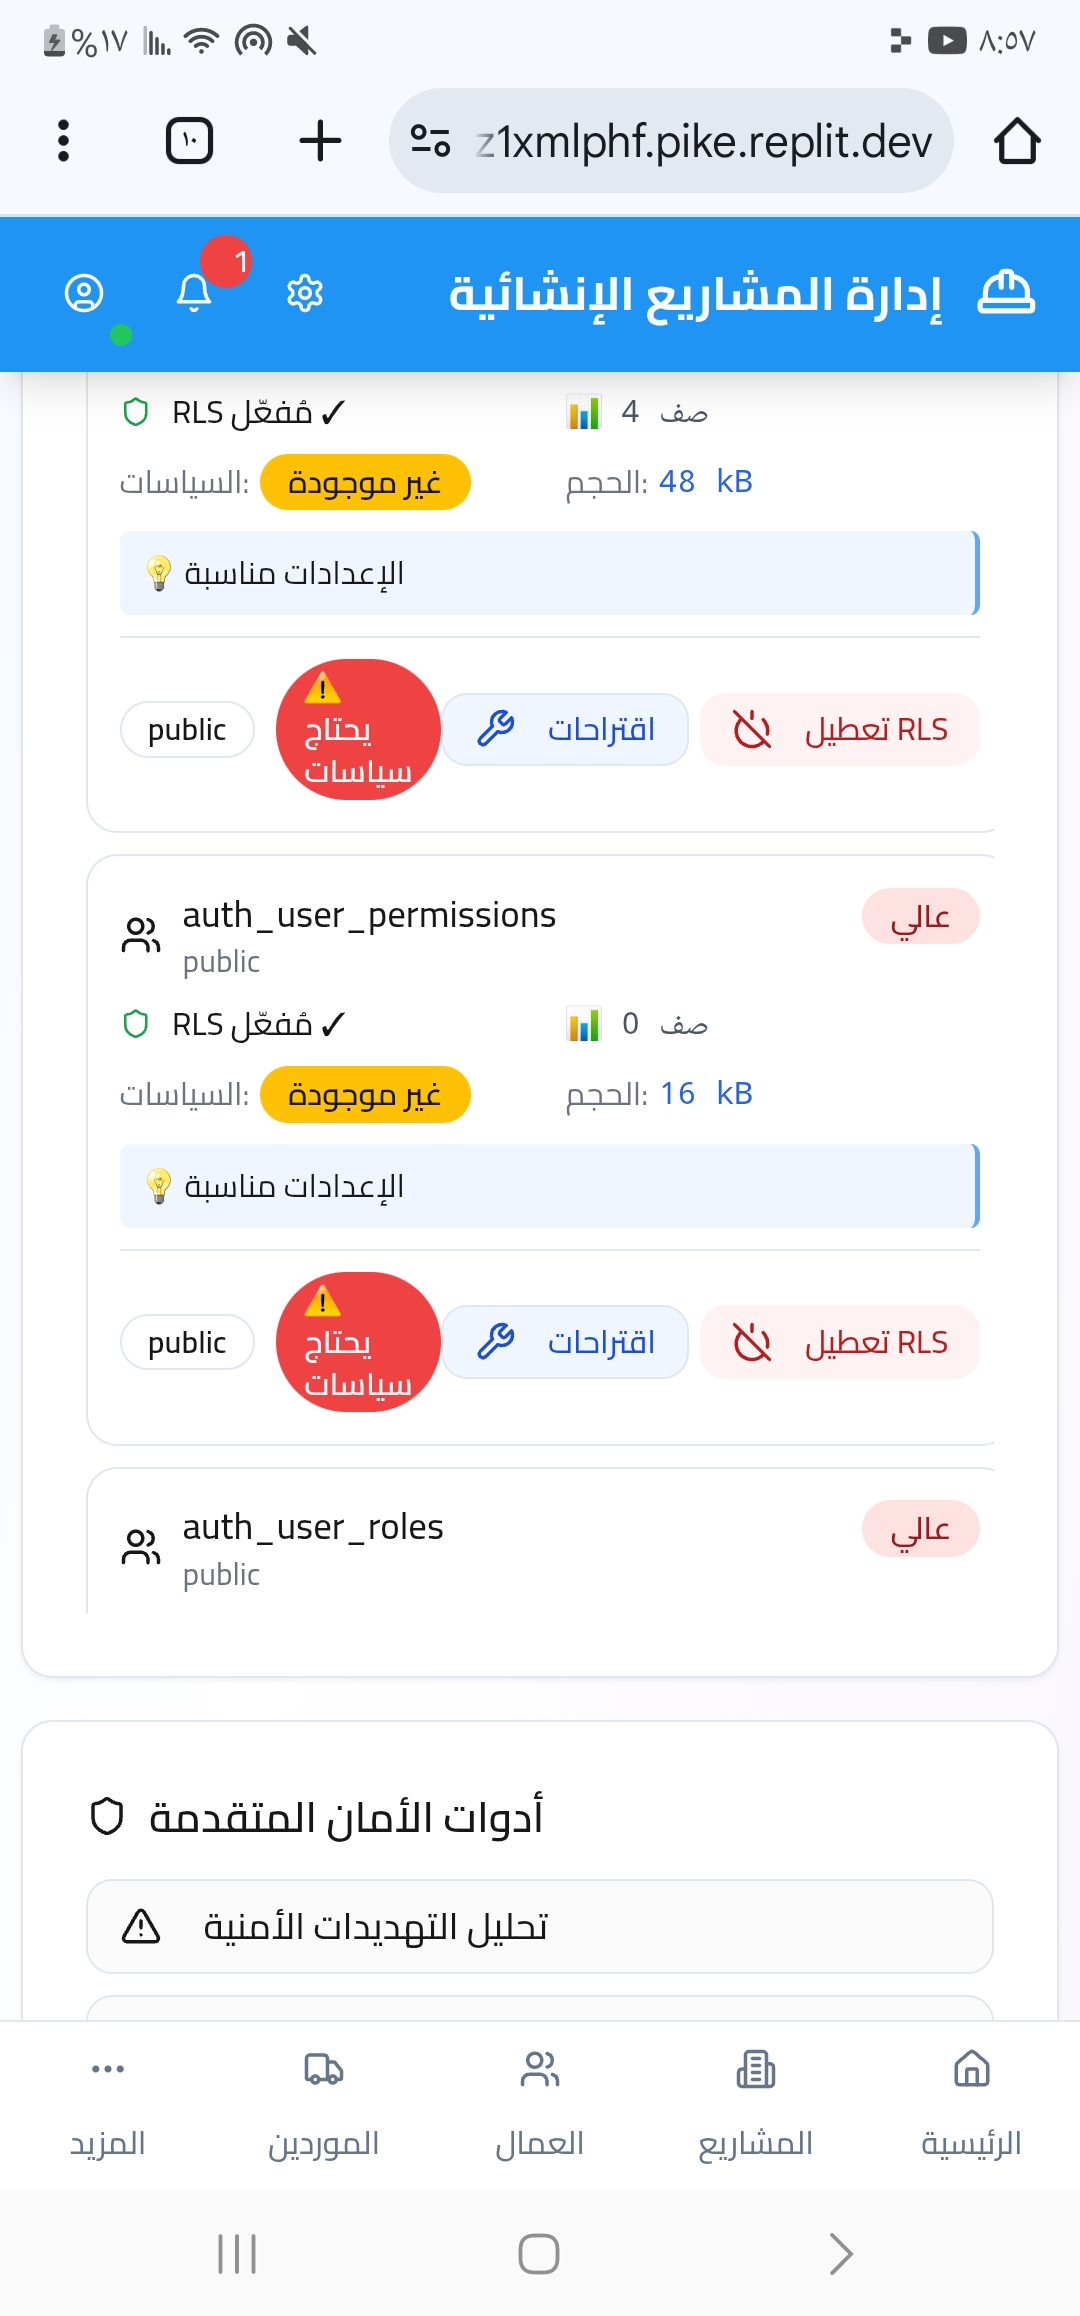 %١٧
٨:٥٧
١٠
z1xmlphf.pike.replit.dev
إدارة المشاريع الإنشائية
1
RLS مُفعّل ✓
4 صف
السياسات: غير موجودة
الحجم: 48 kB
الإعدادات مناسبة
public
يحتاج
سياسات
اقتراحات
تعطيل RLS
auth_user_permissions
عالي
public
RLS مُفعّل ✓
0 صف
السياسات: غير موجودة
الحجم: 16 kB
الإعدادات مناسبة
public
يحتاج
سياسات
اقتراحات
تعطيل RLS
auth_user_roles
عالي
public
أدوات الأمان المتقدمة
تحليل التهديدات الأمنية
الرئيسية
المشاريع
العمال
الموردين
المزيد